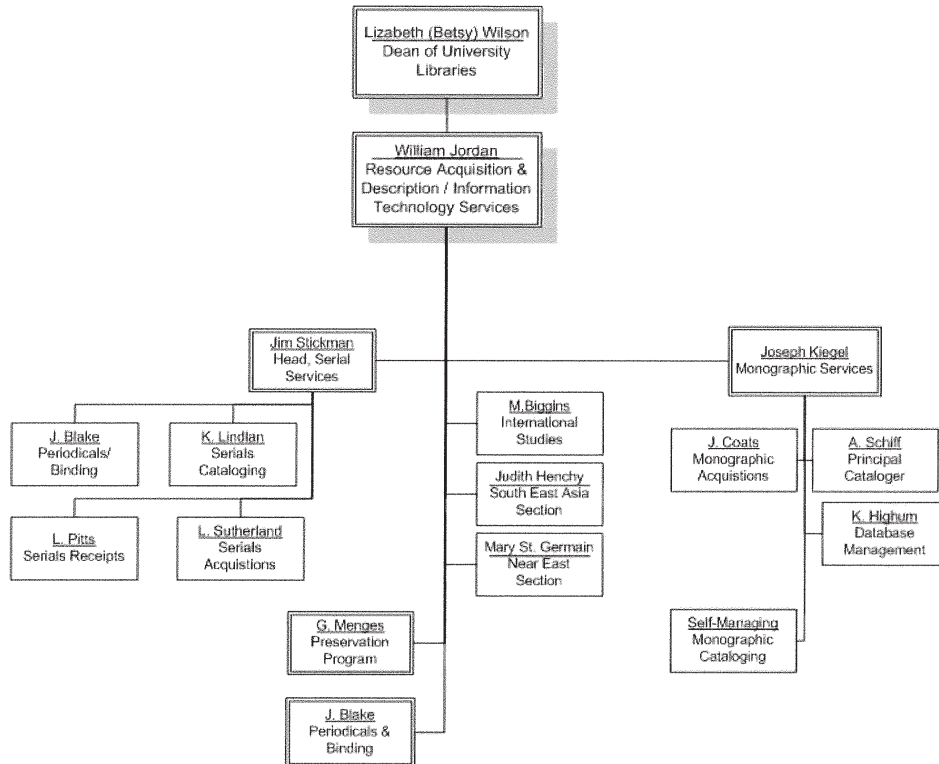 Lizabeth (Betsy) Wilson
Dean of University
Libraries
William Jordan
Resource Acquisition &
Description / Information
Technology Services
Jim Stickman
Head, Serial
Services
Joseph Kiegel
Monographic Services
J. Blake
Periodicals/
Binding
K. Lindlan
Serials
Cataloging
M.Biggins
International
Studies
J. Coats
Monographic
Acquistions
A. Schiff
Principal
Cataloger
Judith Henchy
South East Asia
Section
L. Pitts
Serials Receipts
L. Sutherland
Serials
Acquistions
K. Highum
Database
Management
Mary St. Germain
Near East
Section
G. Menges
Preservation
Program
Self-Managing
Monographic
Cataloging
J. Blake
Periodicals &
Binding